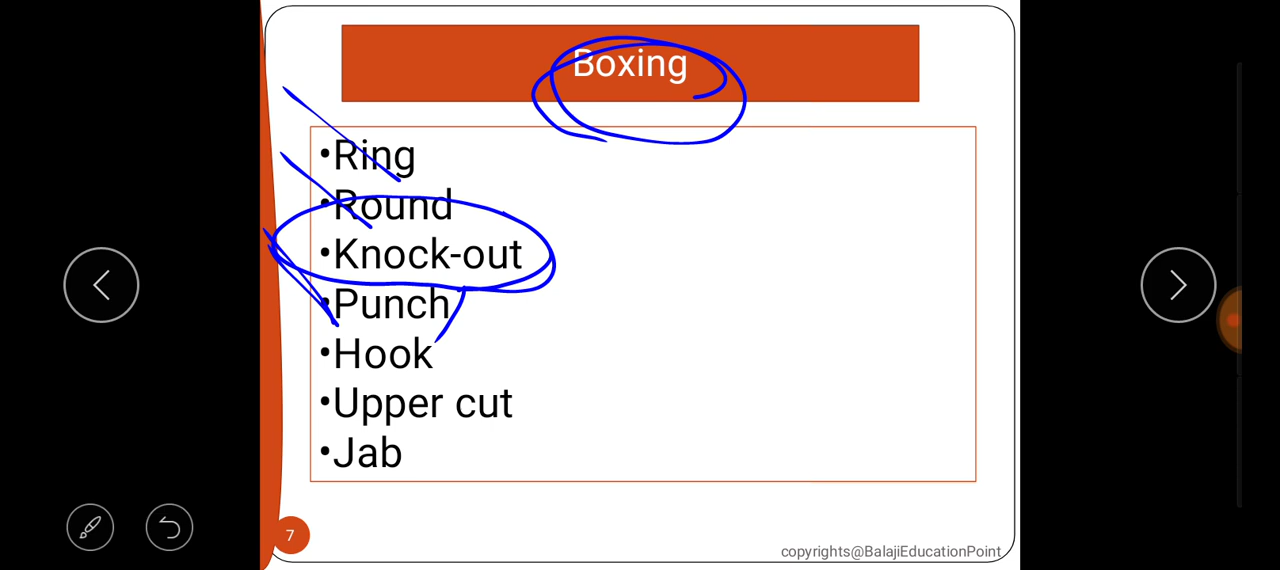 Boxing
•Ring
•Round
•Knock-out
•Punch
•Hook
•Upper cut
•Jab
7
copyrights@BalajiEducationPoint